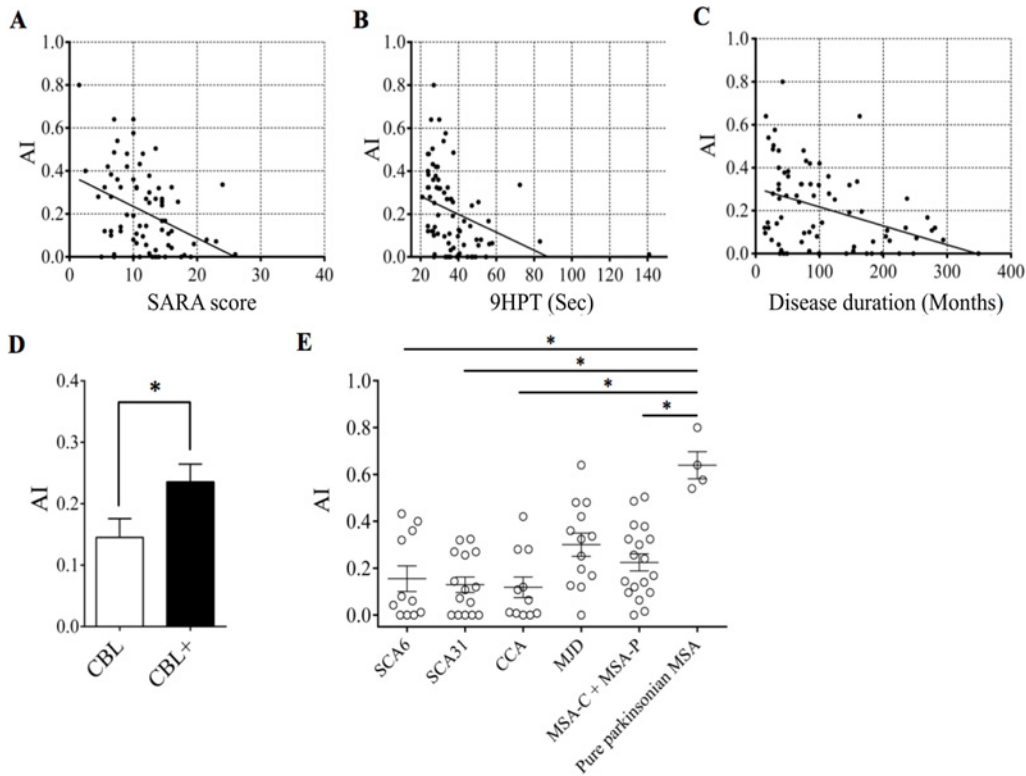 A
1.0
0.8
0.6
0.4
0.2
0.0
AI
0 10 20 30 40
SARA score
B
1.0
0.8
0.6
0.4
0.2
0.0
AI
20 40 60 80 100 120 140
9HPT (Sec)
C
1.0
0.8
0.6
0.4
0.2
0.0
AI
0 100 200 300 400
Disease duration (Months)
D
0.4
0.3
0.2
0.1
0.0
AI
*
CBL
CBL+
E
*
*
*
*
1.0
0.8
0.6
0.4
0.2
0.0
AI
SCA6
SCA31
CCA
MJD
MSA-C + MSA-P
Pure parkinsonian MSA